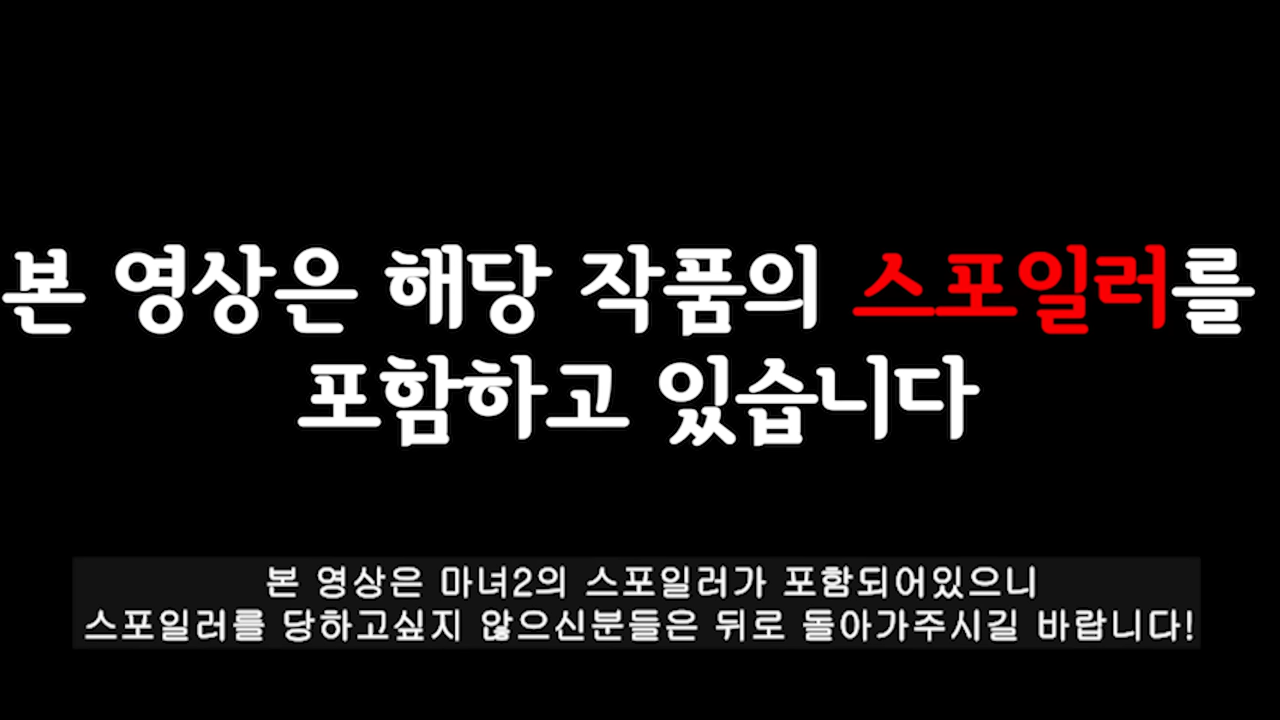 본 영상은 해당 작품의 스포일러를
포함하고 있습니다
본 영상은 마녀2의 스포일러가 포함되어있으니
스포일러를 당하고싶지 않으신분들은 뒤로 돌아가주시길 바랍니다!